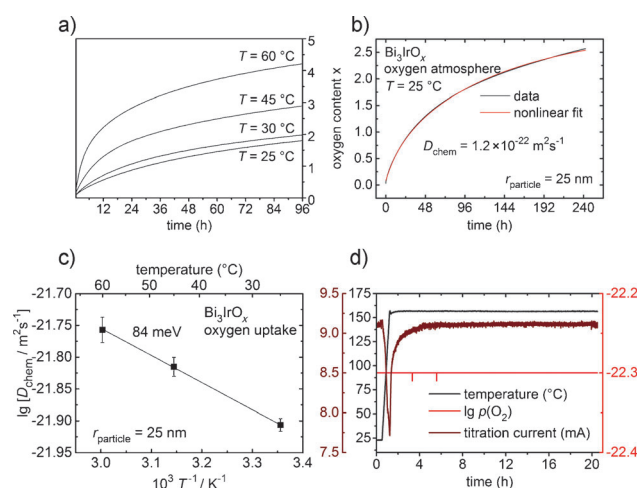 a)
T = 60 °C
T = 45 °C
T = 30 °C
T = 25 °C
5
4
3
2
1
0
12 24 36 48 60 72 84 96
time (h)
oxygen content x
b)
Bi₃IrOₓ
oxygen atmosphere
T = 25 °C
data
nonlinear fit
D_chem = 1.2×10⁻²² m²s⁻¹
r_particle = 25 nm
2.5
2.0
1.5
1.0
0.5
0.0
0 48 96 144 192 240
time (h)
c)
temperature (°C)
60 50 40 30
Bi₃IrOₓ
oxygen uptake
84 meV
r_particle = 25 nm
lg [D_chem / m²s⁻¹]
-21.70
-21.75
-21.80
-21.85
-21.90
-21.95
3.0 3.1 3.2 3.3 3.4
10³ T⁻¹ / K⁻¹
d)
9.5
9.0
8.5
8.0
7.5
175
150
125
100
75
50
25
-22.2
-22.3
-22.4
temperature (°C)
lg p(O₂)
titration current (mA)
0 4 8 12 16 20
time (h)